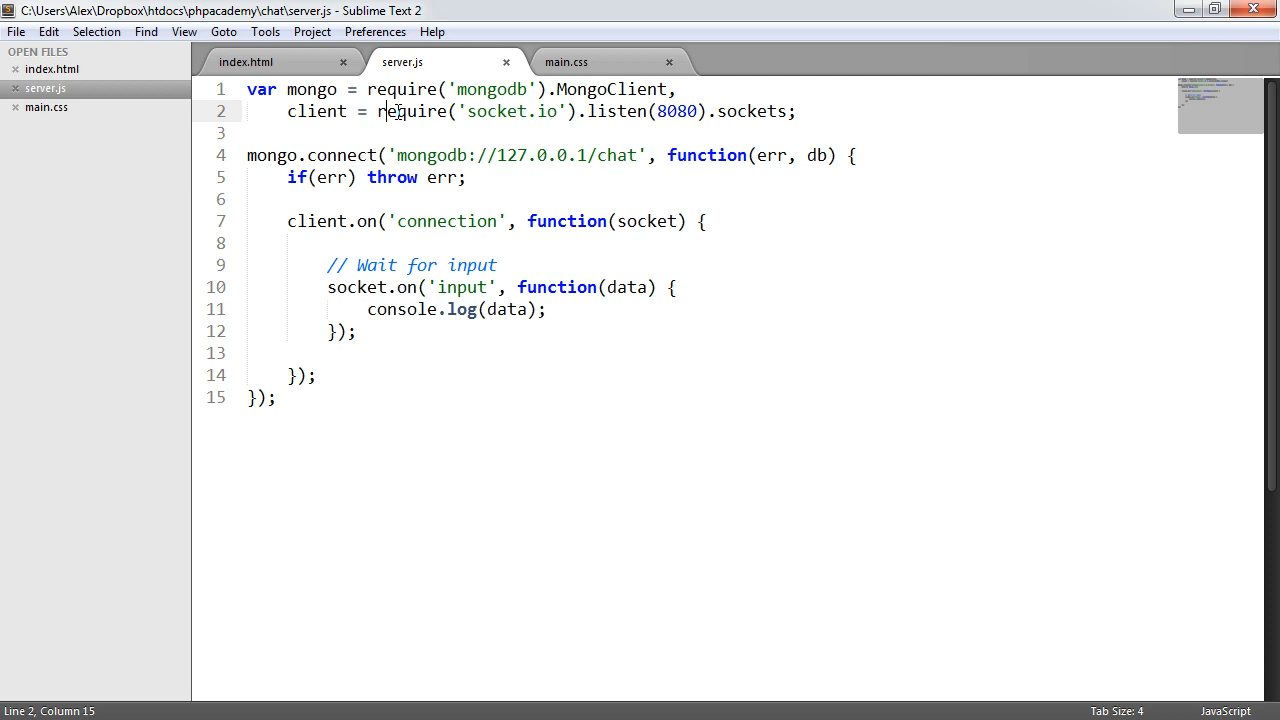 C:\Users\Alex\Dropbox\htdocs\phpacademy\chat\server.js - Sublime Text 2
File Edit Selection Find View Goto Tools Project Preferences Help
OPEN FILES
× index.html
× server.js
× main.css
index.html × server.js × main.css ×
1 var mongo = require('mongodb').MongoClient,
2     client = require('socket.io').listen(8080).sockets;
3
4 mongo.connect('mongodb://127.0.0.1/chat', function(err, db) {
5     if(err) throw err;
6
7     client.on('connection', function(socket) {
8
9         // Wait for input
10         socket.on('input', function(data) {
11             console.log(data);
12         });
13
14     });
15 });
Line 2, Column 15
Tab Size: 4
JavaScript